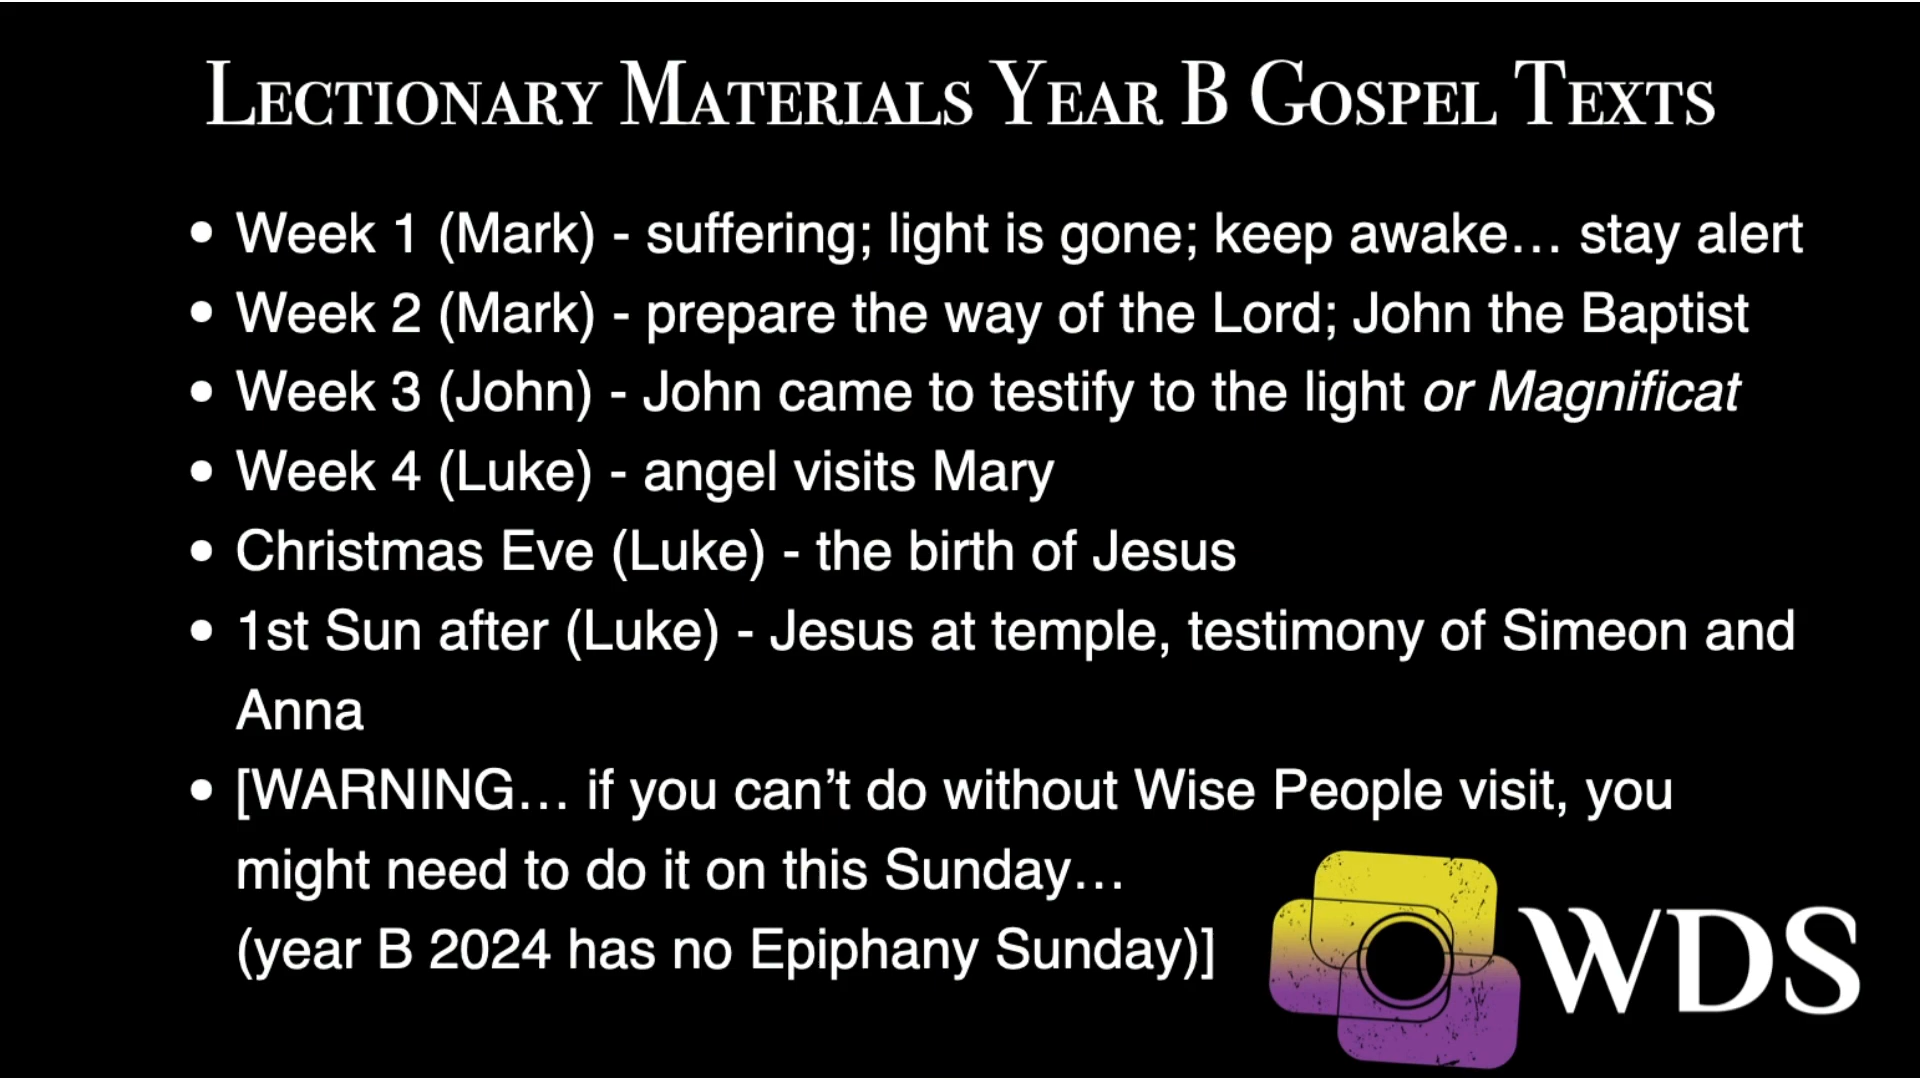 Lectionary Materials Year B Gospel Texts
• Week 1 (Mark) - suffering; light is gone; keep awake… stay alert
• Week 2 (Mark) - prepare the way of the Lord; John the Baptist
• Week 3 (John) - John came to testify to the light or Magnificat
• Week 4 (Luke) - angel visits Mary
• Christmas Eve (Luke) - the birth of Jesus
• 1st Sun after (Luke) - Jesus at temple, testimony of Simeon and
Anna
• [WARNING… if you can’t do without Wise People visit, you
might need to do it on this Sunday…
(year B 2024 has no Epiphany Sunday)]
WDS